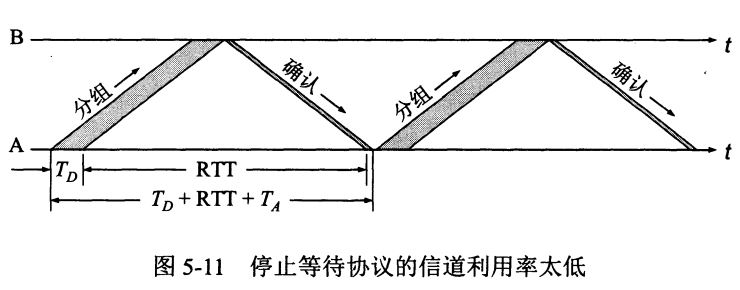 B
t
分组
确认
分组
确认
A
t
T_D
RTT
T_D + RTT + T_A
图 5-11 停止等待协议的信道利用率太低